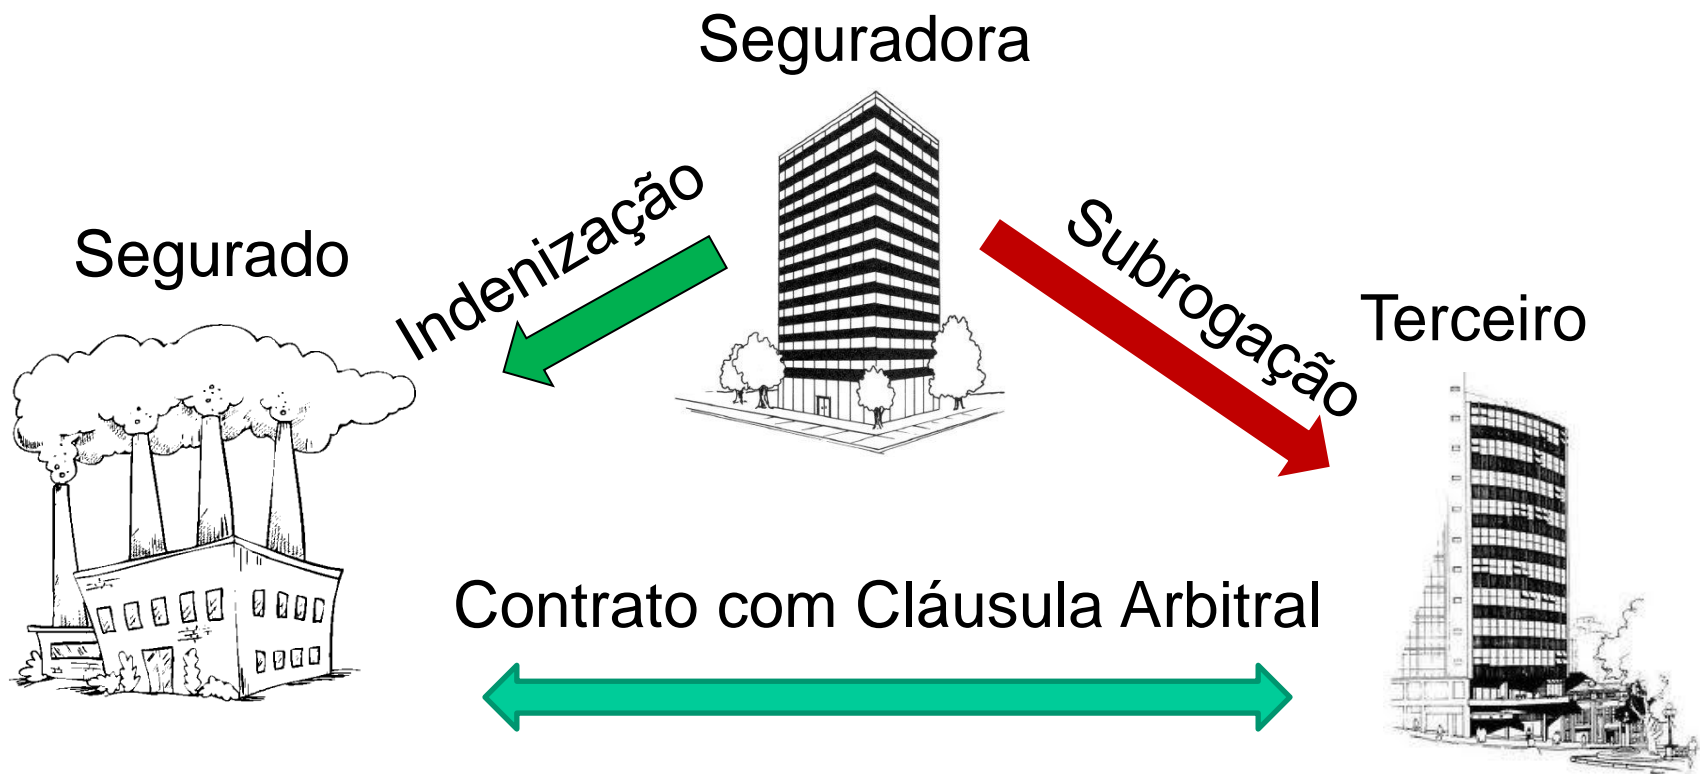 Seguradora
Indenização
Subrogação
Segurado
Terceiro
Contrato com Cláusula Arbitral